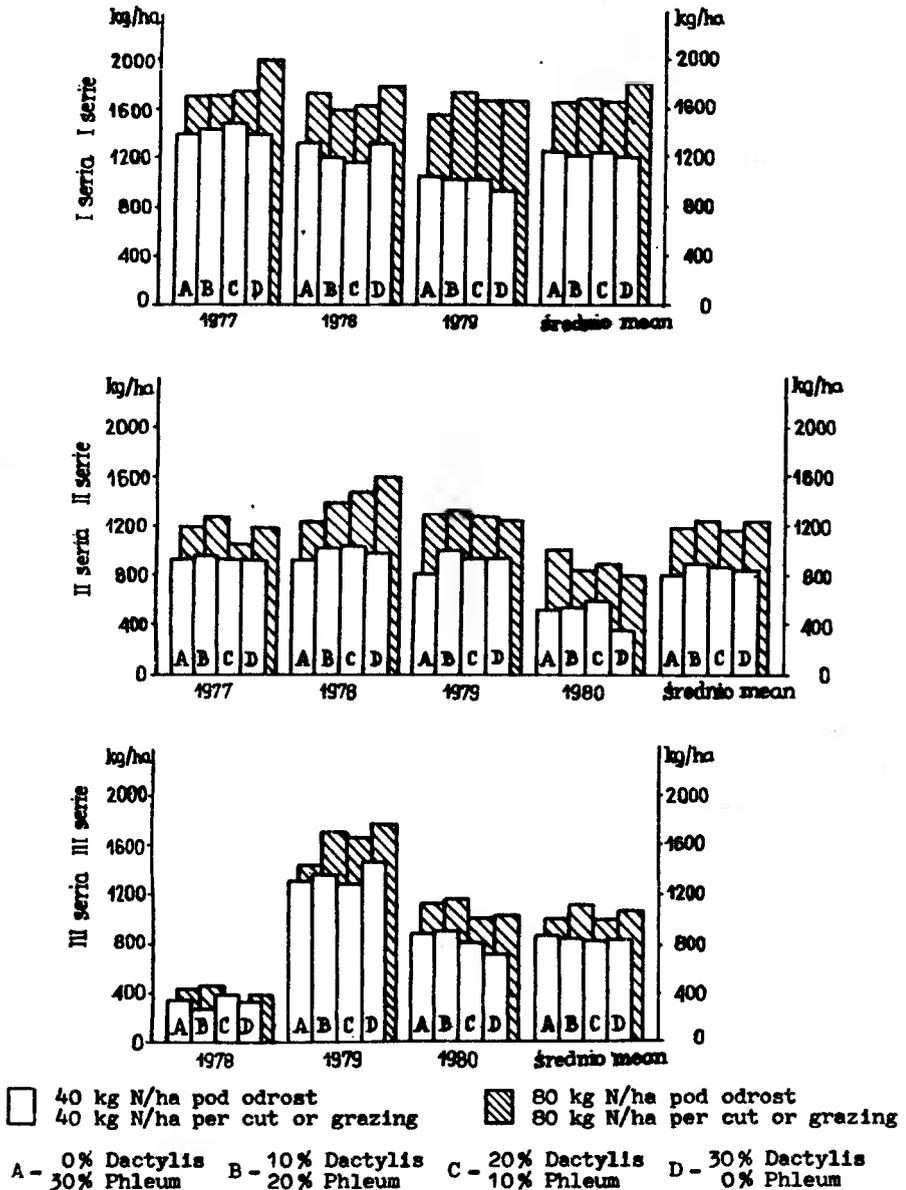 kg/ha kg/ha
2000 2000
1600 1600
1200 1200
800 800
400 400
0 0
I seria I serie
A B C D A B C D A B C D A B C D
1977 1978 1979 średnio mean
kg/ha kg/ha
2000 2000
1600 1600
1200 1200
800 800
400 400
0 0
II seria II serie
A B C D A B C D A B C D A B C D A B C D
1977 1978 1979 1980 średnio mean
kg/ha kg/ha
2000 2000
1600 1600
1200 1200
800 800
400 400
0 0
III seria III serie
A B C D A B C D A B C D A B C D
1978 1979 1980 średnio mean
40 kg N/ha pod odrost
40 kg N/ha per cut or grazing
80 kg N/ha pod odrost
80 kg N/ha per cut or grazing
A - 0% Dactylis
30% Phleum
B - 10% Dactylis
20% Phleum
C - 20% Dactylis
10% Phleum
D - 30% Dactylis
0% Phleum